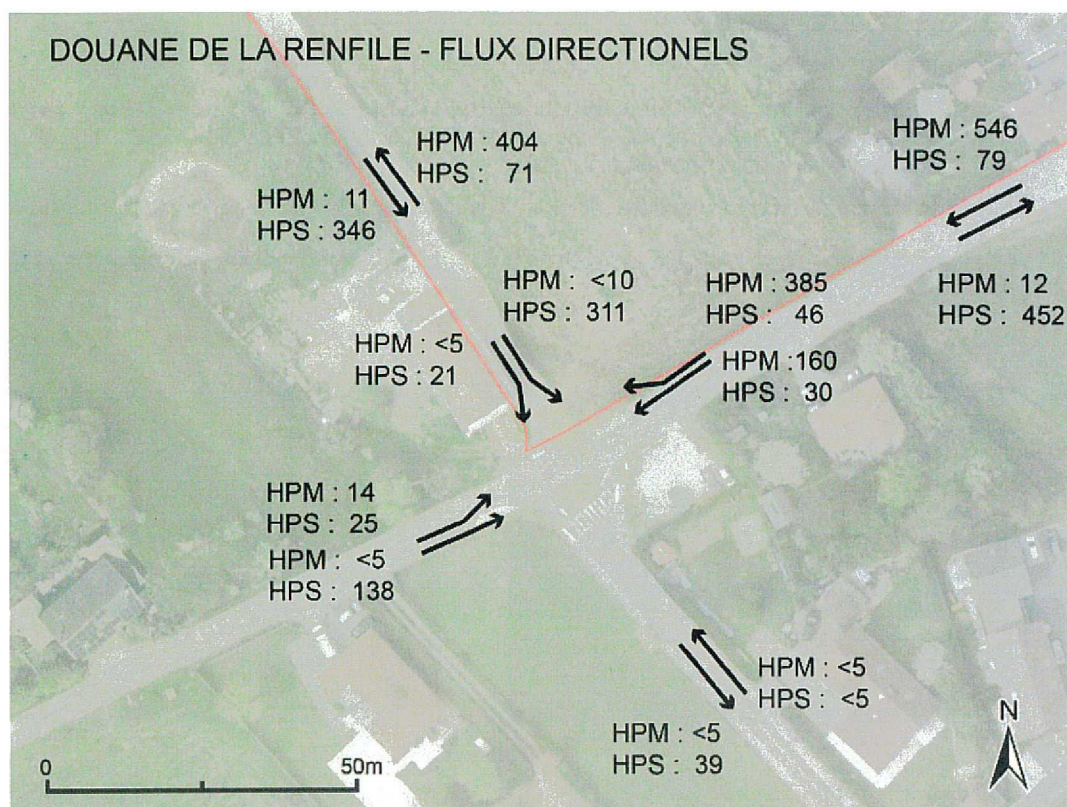 DOUANE DE LA RENFILE - FLUX DIRECTIONELS
HPM : 404
HPS : 71
HPM : 546
HPS : 79
HPM : 11
HPS : 346
HPM : <10
HPS : 311
HPM : 385
HPS : 46
HPM : 12
HPS : 452
HPM : <5
HPS : 21
HPM : 160
HPS : 30
HPM : 14
HPS : 25
HPM : <5
HPS : 138
HPM : <5
HPS : <5
HPM : <5
HPS : 39
N
0
50m